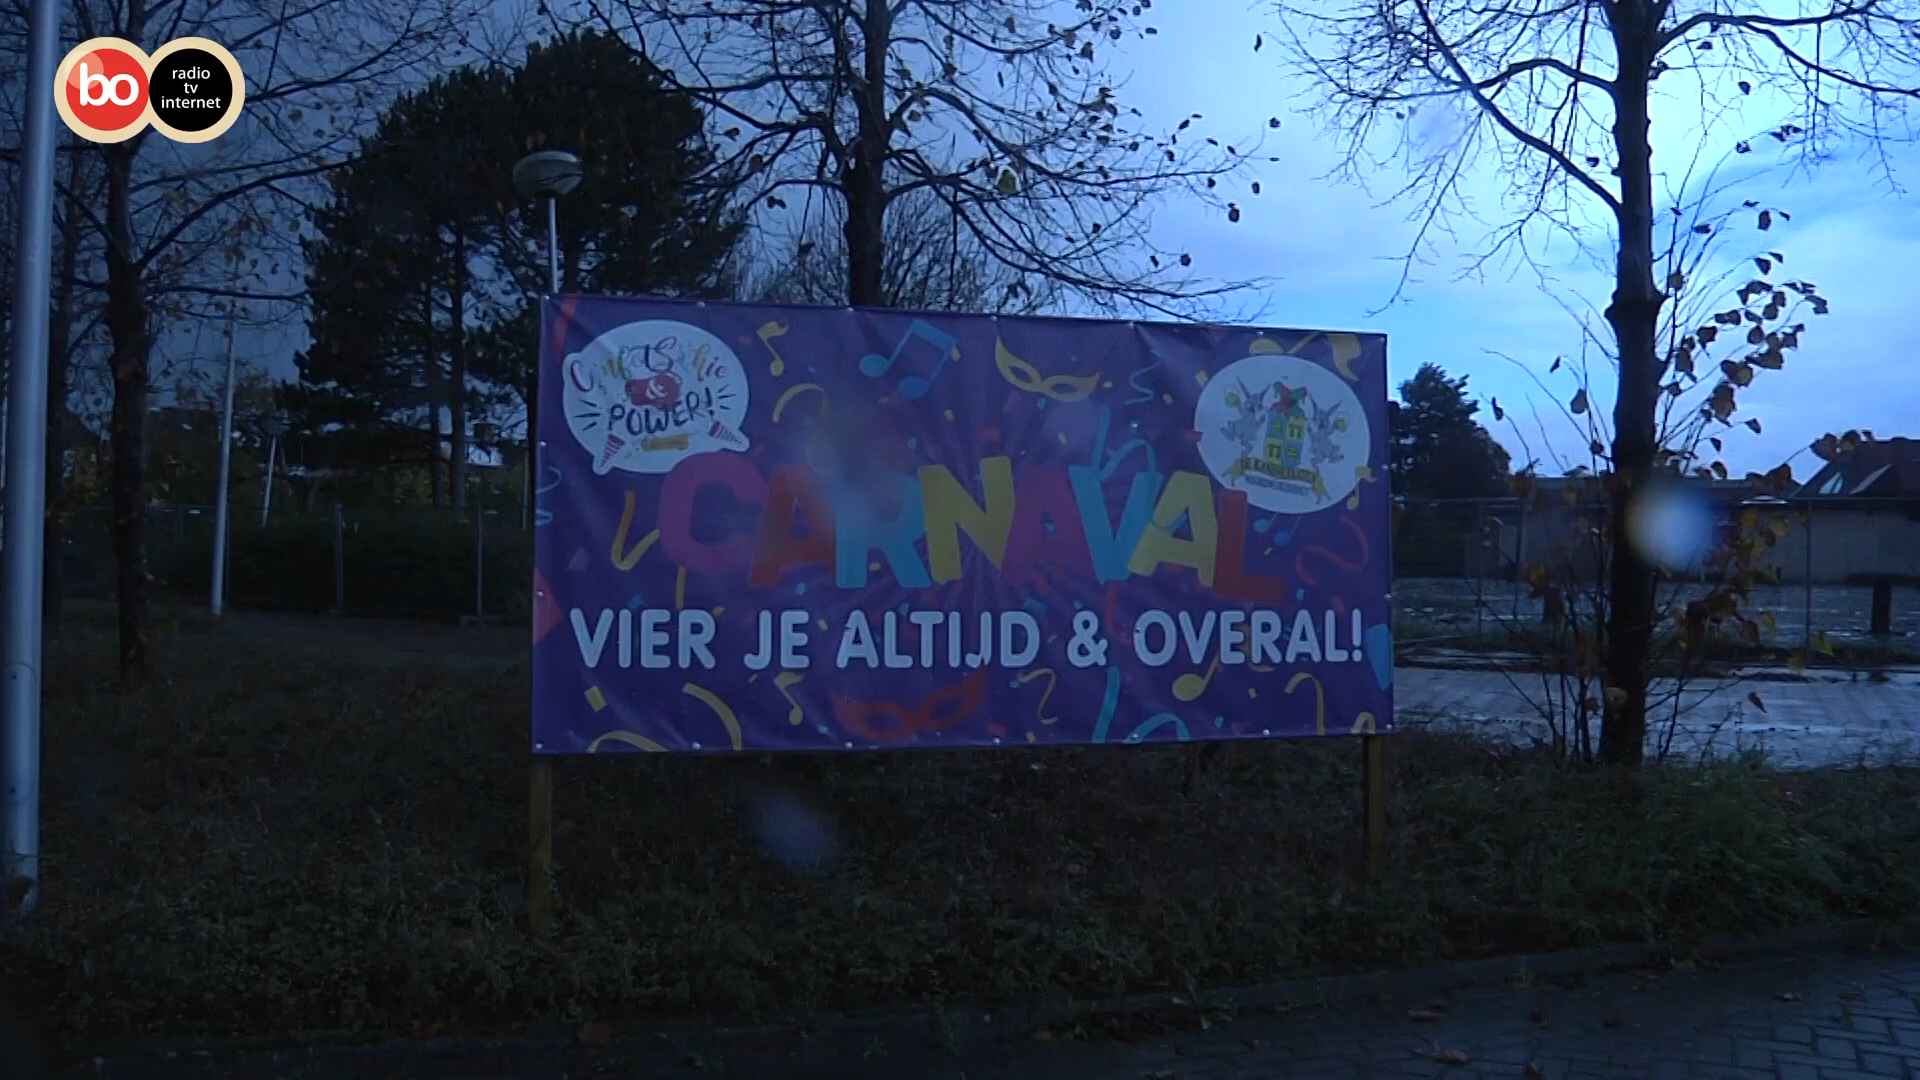 bo
radio
tv
internet
POWER!
CARNAVAL
VIER JE ALTIJD & OVERAL!